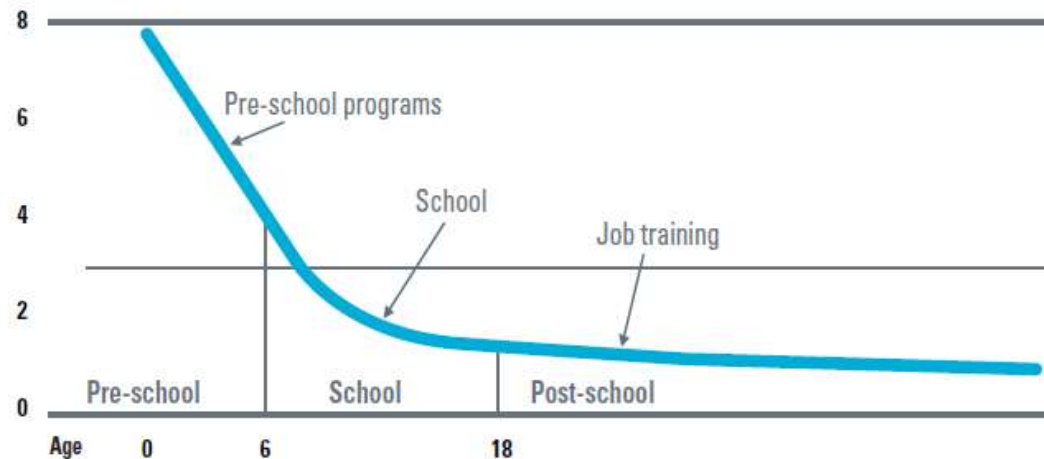 8
6
Pre-school programs
4
School
Job training
2
Pre-school School Post-school
0
Age 0 6 18